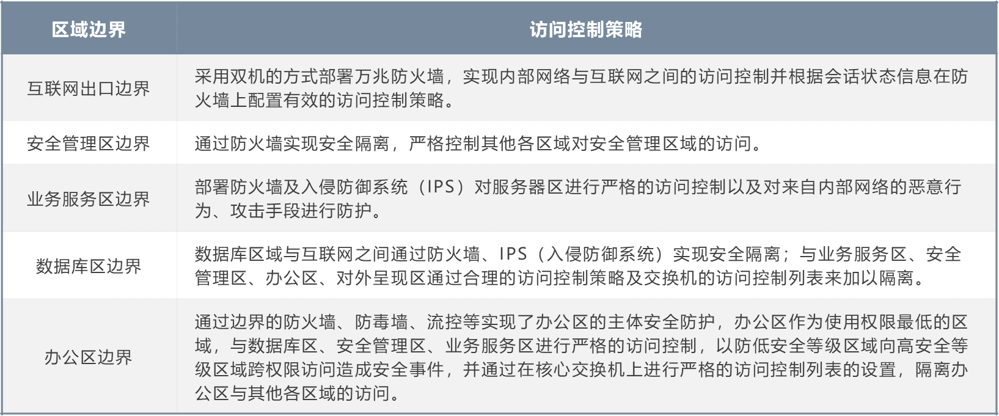 区域边界
访问控制策略
互联网出口边界
采用双机的方式部署万兆防火墙，实现内部网络与互联网之间的访问控制并根据会话状态信息在防
火墙上配置有效的访问控制策略。
安全管理区边界
通过防火墙实现安全隔离，严格控制其他各区域对安全管理区域的访问。
业务服务区边界
部署防火墙及入侵防御系统（IPS）对服务器区进行严格的访问控制以及对来自内部网络的恶意行
为、攻击手段进行防护。
数据库区边界
数据库区域与互联网之间通过防火墙、IPS（入侵防御系统）实现安全隔离；与业务服务区、安全
管理区、办公区、对外呈现区通过合理的访问控制策略及交换机的访问控制列表来加以隔离。
办公区边界
通过边界的防火墙、防毒墙、流控等实现了办公区的主体安全防护，办公区作为使用权限最低的区
域，与数据库区、安全管理区、业务服务区进行严格的访问控制，以防低安全等级区域向高安全等
级区域跨权限访问造成安全事件，并通过在核心交换机上进行严格的访问控制列表的设置，隔离办
公区与其他各区域的访问。